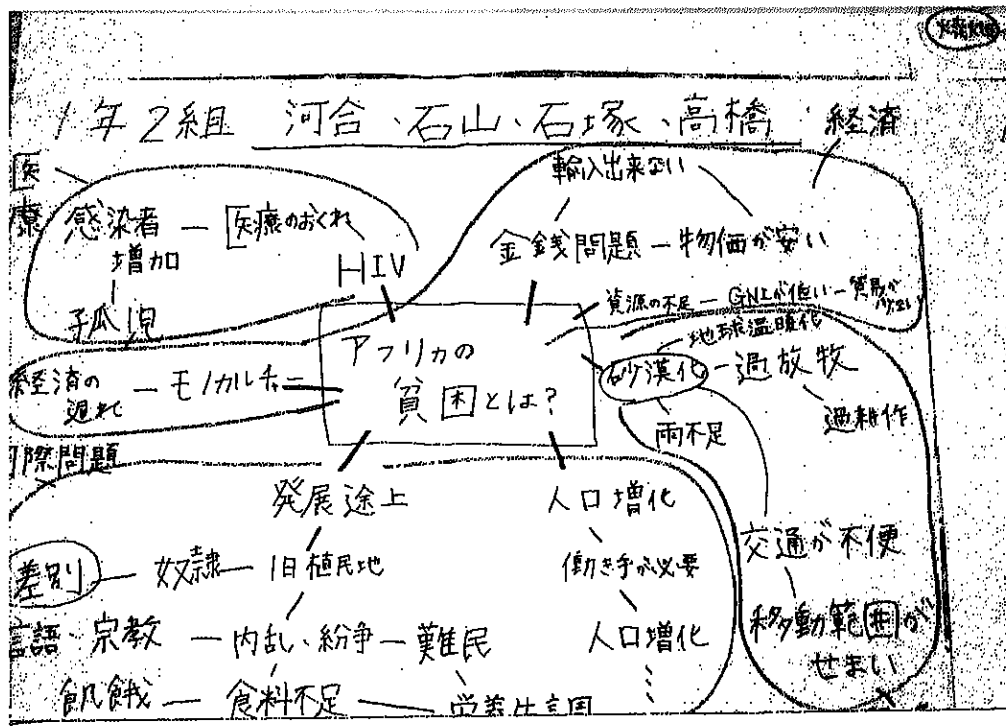 1年2組 河合、石山、石塚、高橋
経済
医療
感染者増加 ― 医療のおくれ
孤児
HIV
輸入出来ない
金銭問題 ― 物価が安い
資源の不足 ― GNIが低い ― 貿易が
アフリカの
貧困とは?
経済の遅れ ― モノカルチャー
地球温暖化
砂漠化 ― 過放牧
過耕作
雨不足
交通が不便
移動範囲が
せまい
国際問題
発展途上
人口増化
差別 ― 奴隷 ― 旧植民地
働き手が必要
言語・宗教 ― 内乱・紛争 ― 難民
人口増化
飢餓 ― 食料不足 ―